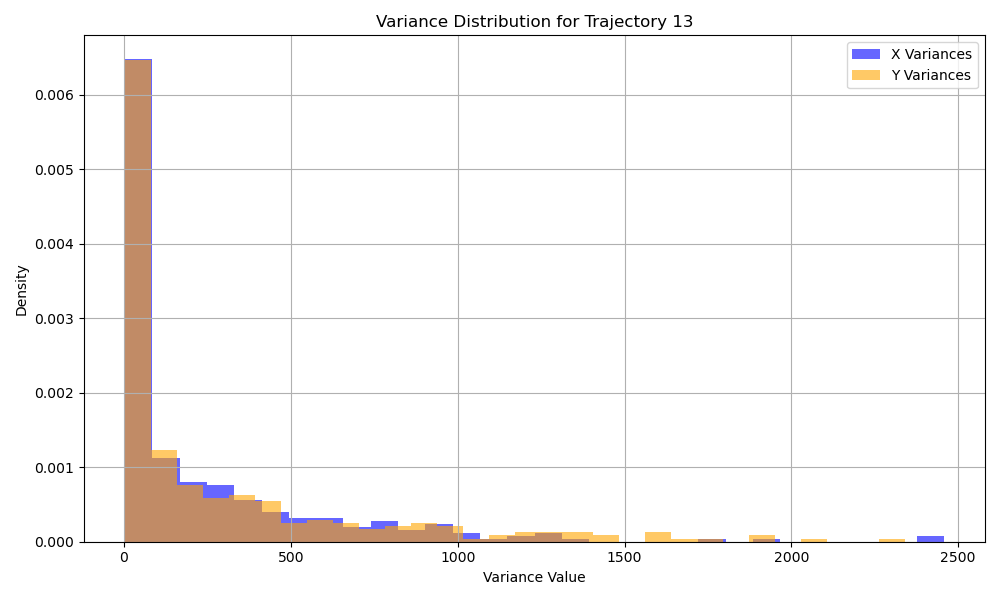 Variance Distribution for Trajectory 13
X Variances
Y Variances
Density
0.006
0.005
0.004
0.003
0.002
0.001
0.000
0
500
1000
1500
2000
2500
Variance Value